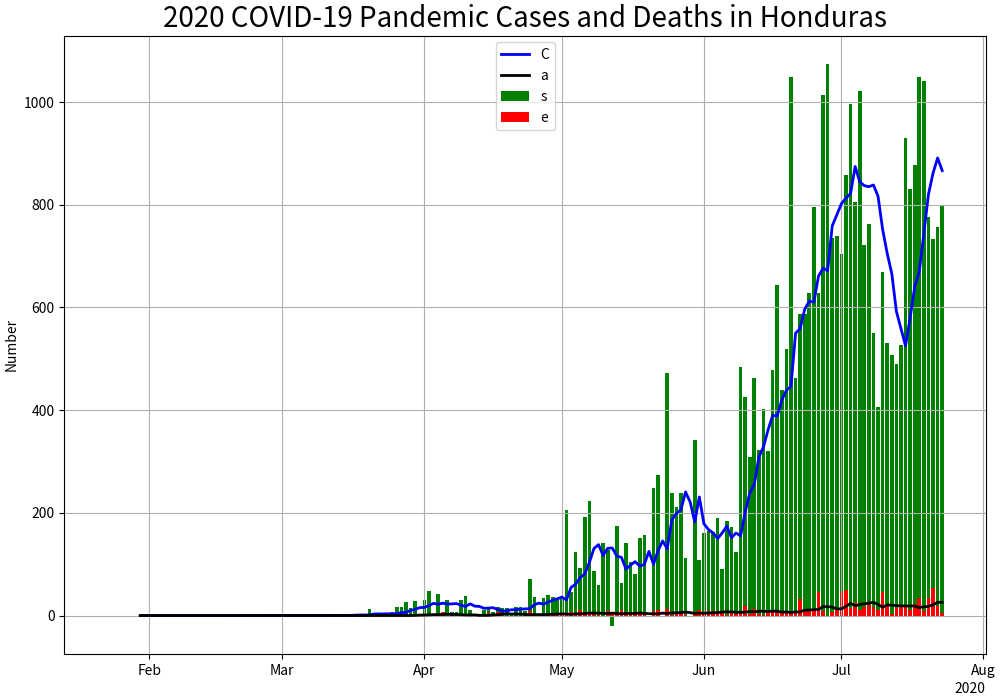 2020 COVID-19 Pandemic Cases and Deaths in Honduras
C
a
s
e
Number
1000
800
600
400
200
0
Feb Mar Apr May Jun Jul Aug
2020